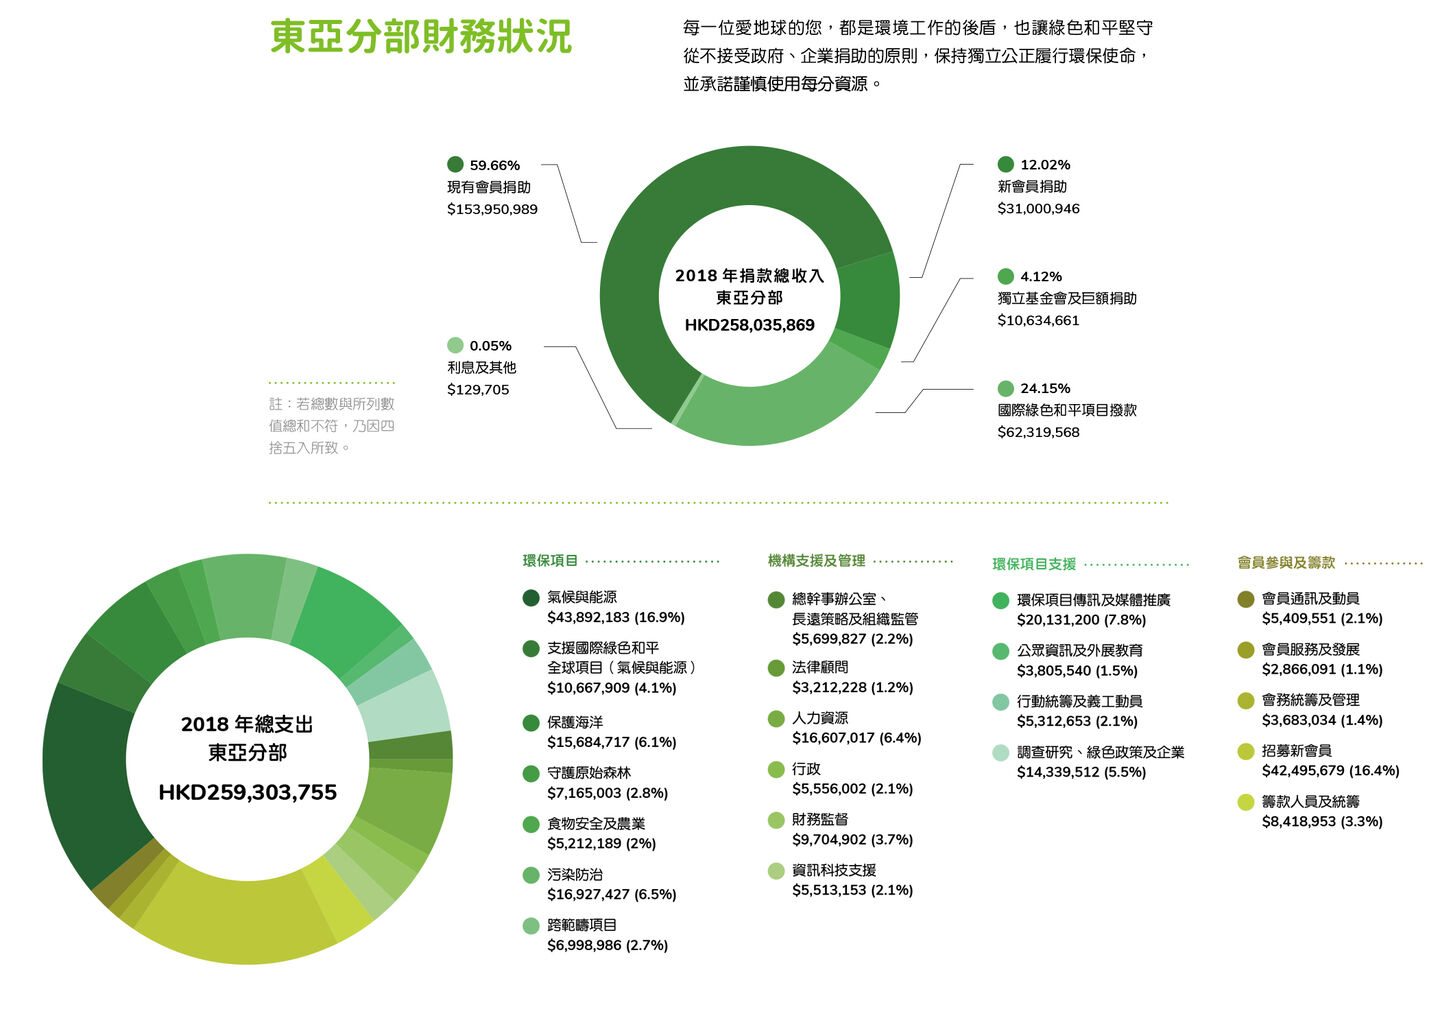 東亞分部財務狀況
每一位愛地球的您，都是環境工作的後盾，也讓綠色和平堅守
從不接受政府、企業捐助的原則，保持獨立公正履行環保使命，
並承諾謹慎使用每分資源。
59.66%
現有會員捐助
$153,950,989
0.05%
利息及其他
$129,705
2018 年捐款總收入
東亞分部
HKD258,035,869
12.02%
新會員捐助
$31,000,946
4.12%
獨立基金會及巨額捐助
$10,634,661
24.15%
國際綠色和平項目撥款
$62,319,568
註：若總數與所列數
值總和不符，乃因四
捨五入所致。
2018 年總支出
東亞分部
HKD259,303,755
環保項目
氣候與能源
$43,892,183 (16.9%)
支援國際綠色和平
全球項目（氣候與能源）
$10,667,909 (4.1%)
保護海洋
$15,684,717 (6.1%)
守護原始森林
$7,165,003 (2.8%)
食物安全及農業
$5,212,189 (2%)
污染防治
$16,927,427 (6.5%)
跨範疇項目
$6,998,986 (2.7%)
機構支援及管理
總幹事辦公室、
長遠策略及組織監管
$5,699,827 (2.2%)
法律顧問
$3,212,228 (1.2%)
人力資源
$16,607,017 (6.4%)
行政
$5,556,002 (2.1%)
財務監督
$9,704,902 (3.7%)
資訊科技支援
$5,513,153 (2.1%)
環保項目支援
環保項目傳訊及媒體推廣
$20,131,200 (7.8%)
公眾資訊及外展教育
$3,805,540 (1.5%)
行動統籌及義工動員
$5,312,653 (2.1%)
調查研究、綠色政策及企業
$14,339,512 (5.5%)
會員參與及籌款
會員通訊及動員
$5,409,551 (2.1%)
會員服務及發展
$2,866,091 (1.1%)
會務統籌及管理
$3,683,034 (1.4%)
招募新會員
$42,495,679 (16.4%)
籌款人員及統籌
$8,418,953 (3.3%)